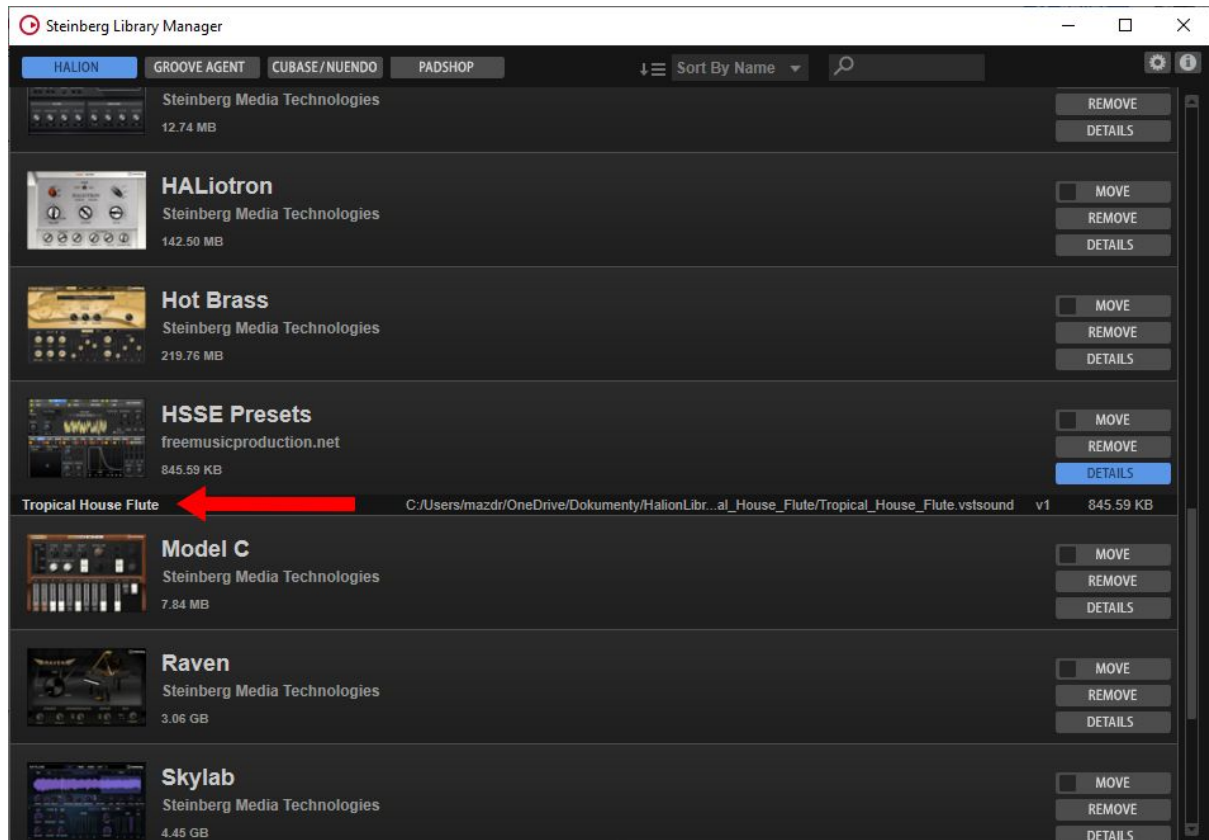 Steinberg Library Manager
HALION GROOVE AGENT CUBASE/NUENDO PADSHOP Sort By Name
Steinberg Media Technologies
12.74 MB
REMOVE
DETAILS
HALiotron
Steinberg Media Technologies
142.50 MB
MOVE
REMOVE
DETAILS
Hot Brass
Steinberg Media Technologies
219.76 MB
MOVE
REMOVE
DETAILS
HSSE Presets
freemusicproduction.net
845.59 KB
MOVE
REMOVE
DETAILS
Tropical House Flute C:/Users/mazdr/OneDrive/Dokumenty/HalionLibr...al_House_Flute/Tropical_House_Flute.vstsound v1 845.59 KB
Model C
Steinberg Media Technologies
7.84 MB
MOVE
REMOVE
DETAILS
Raven
Steinberg Media Technologies
3.06 GB
MOVE
REMOVE
DETAILS
Skylab
Steinberg Media Technologies
4.45 GB
MOVE
REMOVE
DETAILS